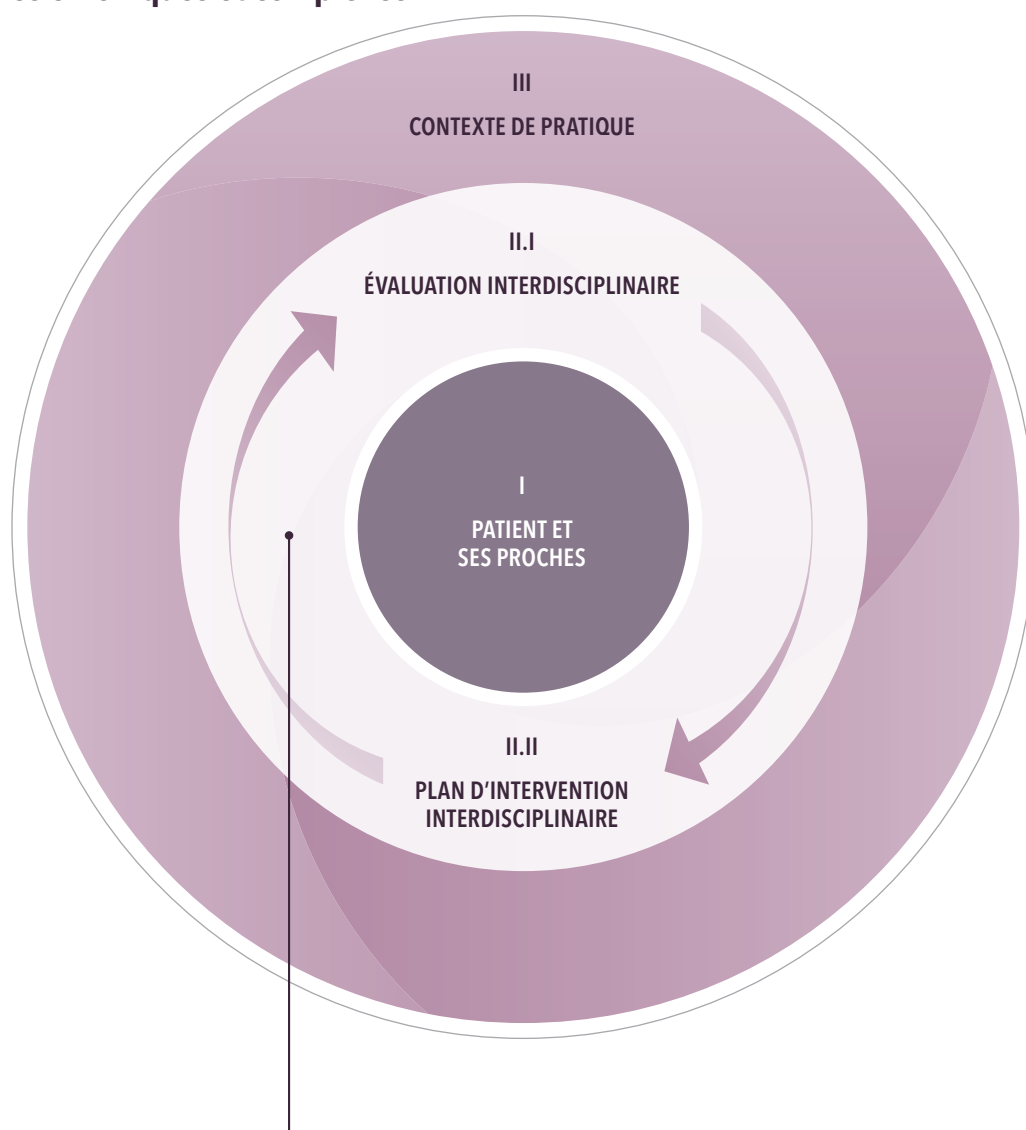 III
CONTEXTE DE PRATIQUE
II.I
ÉVALUATION INTERDISCIPLINAIRE
I
PATIENT ET
SES PROCHES
II.II
PLAN D'INTERVENTION
INTERDISCIPLINAIRE